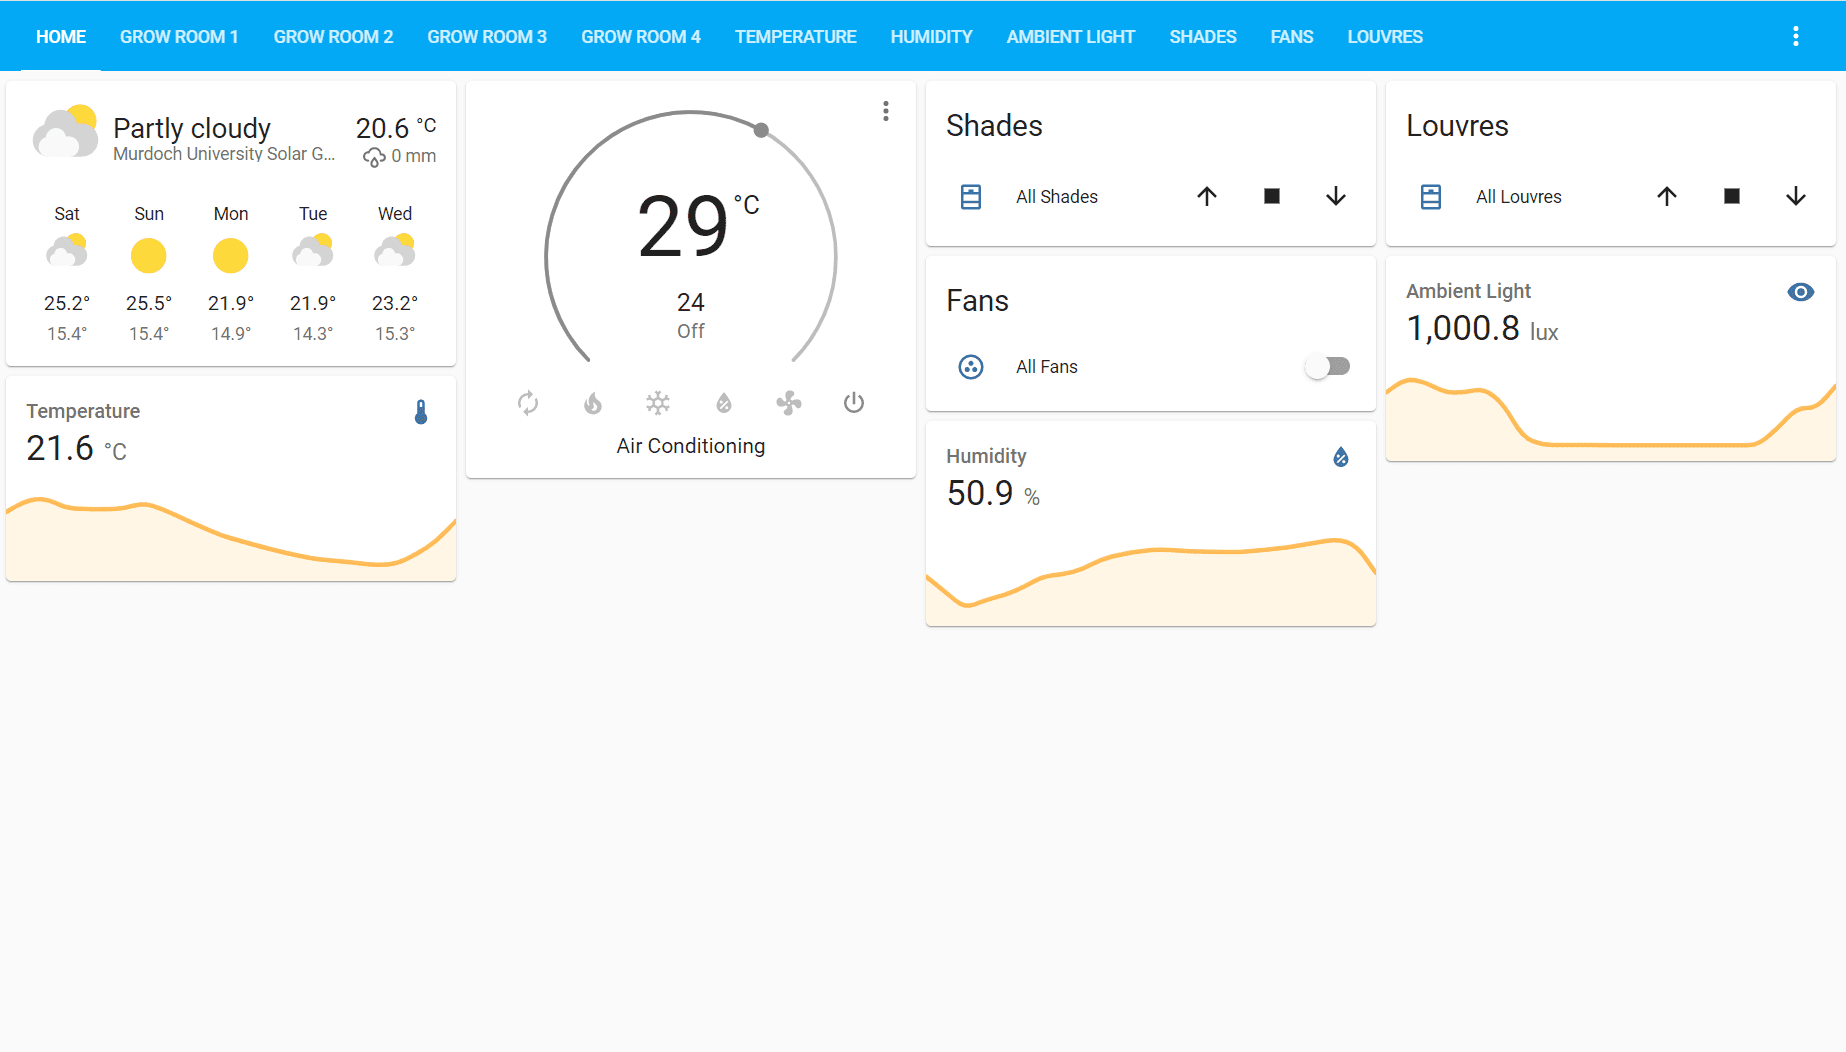 HOME GROW ROOM 1 GROW ROOM 2 GROW ROOM 3 GROW ROOM 4 TEMPERATURE HUMIDITY AMBIENT LIGHT SHADES FANS LOUVRES
Partly cloudy 20.6 °C
Murdoch University Solar G... 0 mm
Sat Sun Mon Tue Wed
25.2° 25.5° 21.9° 21.9° 23.2°
15.4° 15.4° 14.9° 14.3° 15.3°
Temperature
21.6 °C
29 °C
24
Off
Air Conditioning
Shades
All Shades
Fans
All Fans
Humidity
50.9 %
Louvres
All Louvres
Ambient Light
1,000.8 lux